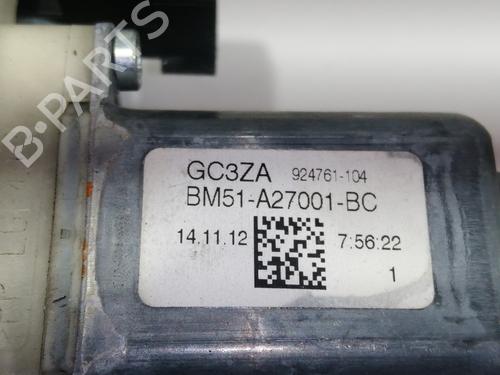 B-PARTS
GC3ZA 924761-104
BM51-A27001-BC
14.11.12 7:56:22
1